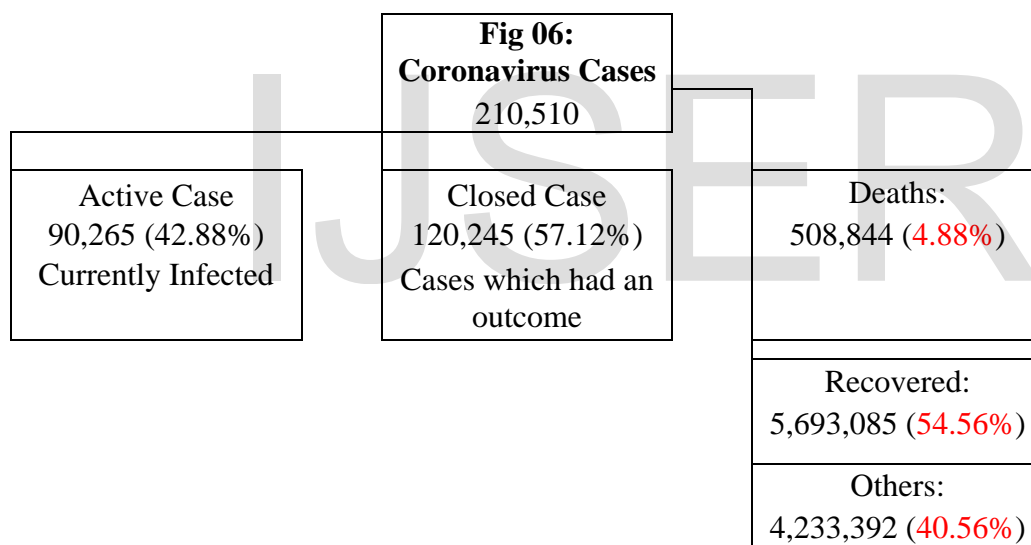 Fig 06:
Coronavirus Cases
210,510
Active Case
90,265 (42.88%)
Currently Infected
Closed Case
120,245 (57.12%)
Cases which had an
outcome
Deaths:
508,844 (4.88%)
Recovered:
5,693,085 (54.56%)
Others:
4,233,392 (40.56%)
IJSER